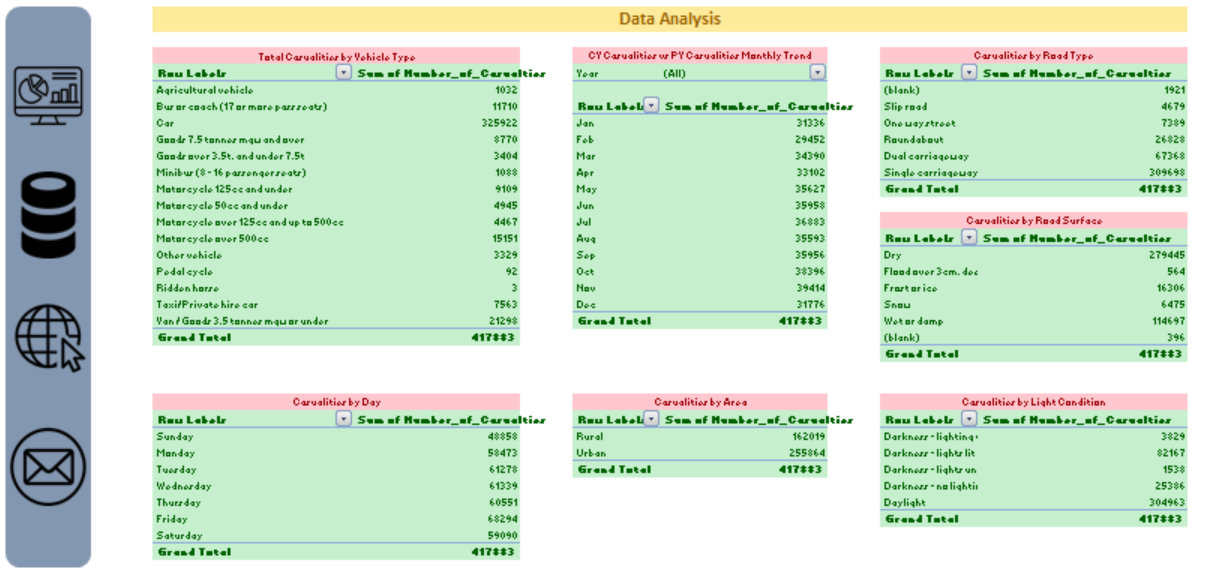 Data Analysis
Total Casualities by Vehicle Type
Row Labels Sum of Number_of_Casualties
Agricultural vehicle 1032
Bus or coach (17 or more pass seats) 11710
Car 325922
Goods 7.5 tonnes mgw and over 8770
Goods over 3.5t. and under 7.5t 3404
Minibus (8 - 16 passenger seats) 1088
Motorcycle 125cc and under 9109
Motorcycle 50cc and under 4945
Motorcycle over 125cc and up to 500cc 4467
Motorcycle over 500cc 15151
Other vehicle 3329
Pedal cycle 92
Ridden horse 3
Taxi/Private hire car 7563
Van / Goods 3.5 tonnes mgw or under 21298
Grand Total 417883
CY Casualities vs PY Casualities Monthly Trend
Year (All)
Row Labels Sum of Number_of_Casualties
Jan 31336
Feb 29452
Mar 34390
Apr 33102
May 35627
Jun 35958
Jul 36883
Aug 35593
Sep 35956
Oct 38396
Nov 39414
Dec 31776
Grand Total 417883
Casualities by Road Type
Row Labels Sum of Number_of_Casualties
(blank) 1921
Slip road 4679
One way street 7389
Roundabout 26828
Dual carriageway 67368
Single carriageway 309698
Grand Total 417883
Casualities by Road Surface
Row Labels Sum of Number_of_Casualties
Dry 279445
Flood over 3cm. dee 564
Frost or ice 16306
Snow 6475
Wet or damp 114697
(blank) 396
Grand Total 417883
Casualities by Day
Row Labels Sum of Number_of_Casualties
Sunday 48858
Monday 58473
Tuesday 61278
Wednesday 61339
Thursday 60551
Friday 68294
Saturday 59090
Grand Total 417883
Casualities by Area
Row Labels Sum of Number_of_Casualties
Rural 162019
Urban 255864
Grand Total 417883
Casualities by Light Condition
Row Labels Sum of Number_of_Casualties
Darkness - lighting 3829
Darkness - lights lit 82167
Darkness - lights un 1538
Darkness - no lightin 25386
Daylight 304963
Grand Total 417883